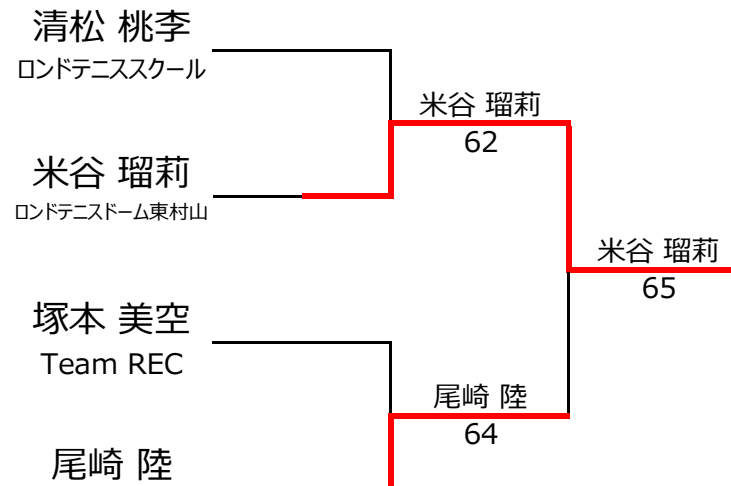 清松 桃李
ロンドテニススクール
米谷 瑠莉
62
米谷 瑠莉
ロンドテニスドーム東村山
米谷 瑠莉
65
塚本 美空
Team REC
尾崎 陸
64
尾崎 陸